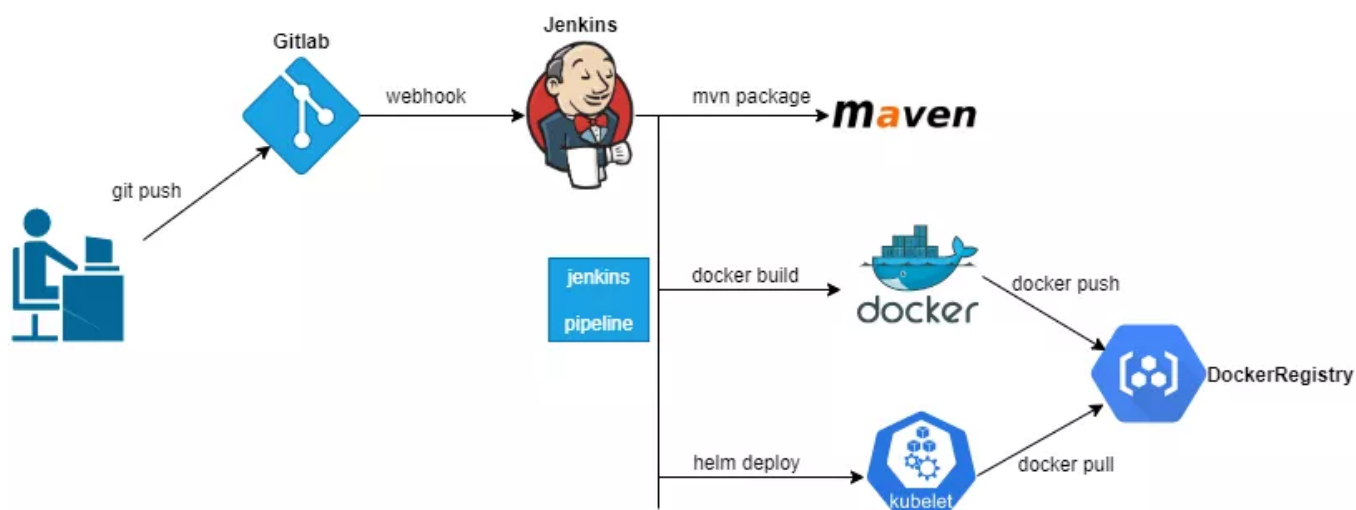 Jenkins
Gitlab
webhook
mvn package
maven
git push
jenkins
pipeline
docker build
docker
docker push
DockerRegistry
helm deploy
docker pull
kubelet